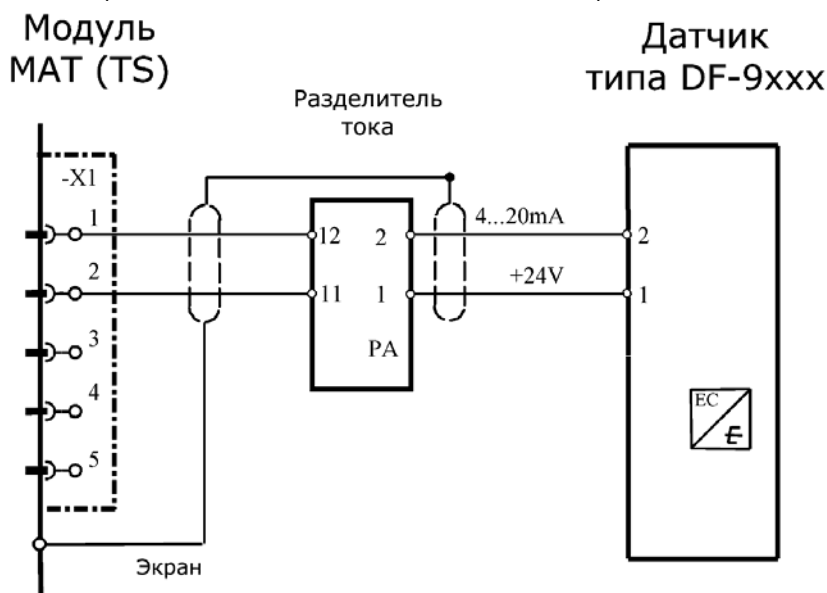 Модуль
MAT (TS)
Датчик
типа DF-9xxx
Разделитель
тока
-X1
1
2
3
4
5
12
11
2
1
PA
4...20mA
+24V
2
1
EC
E
Экран